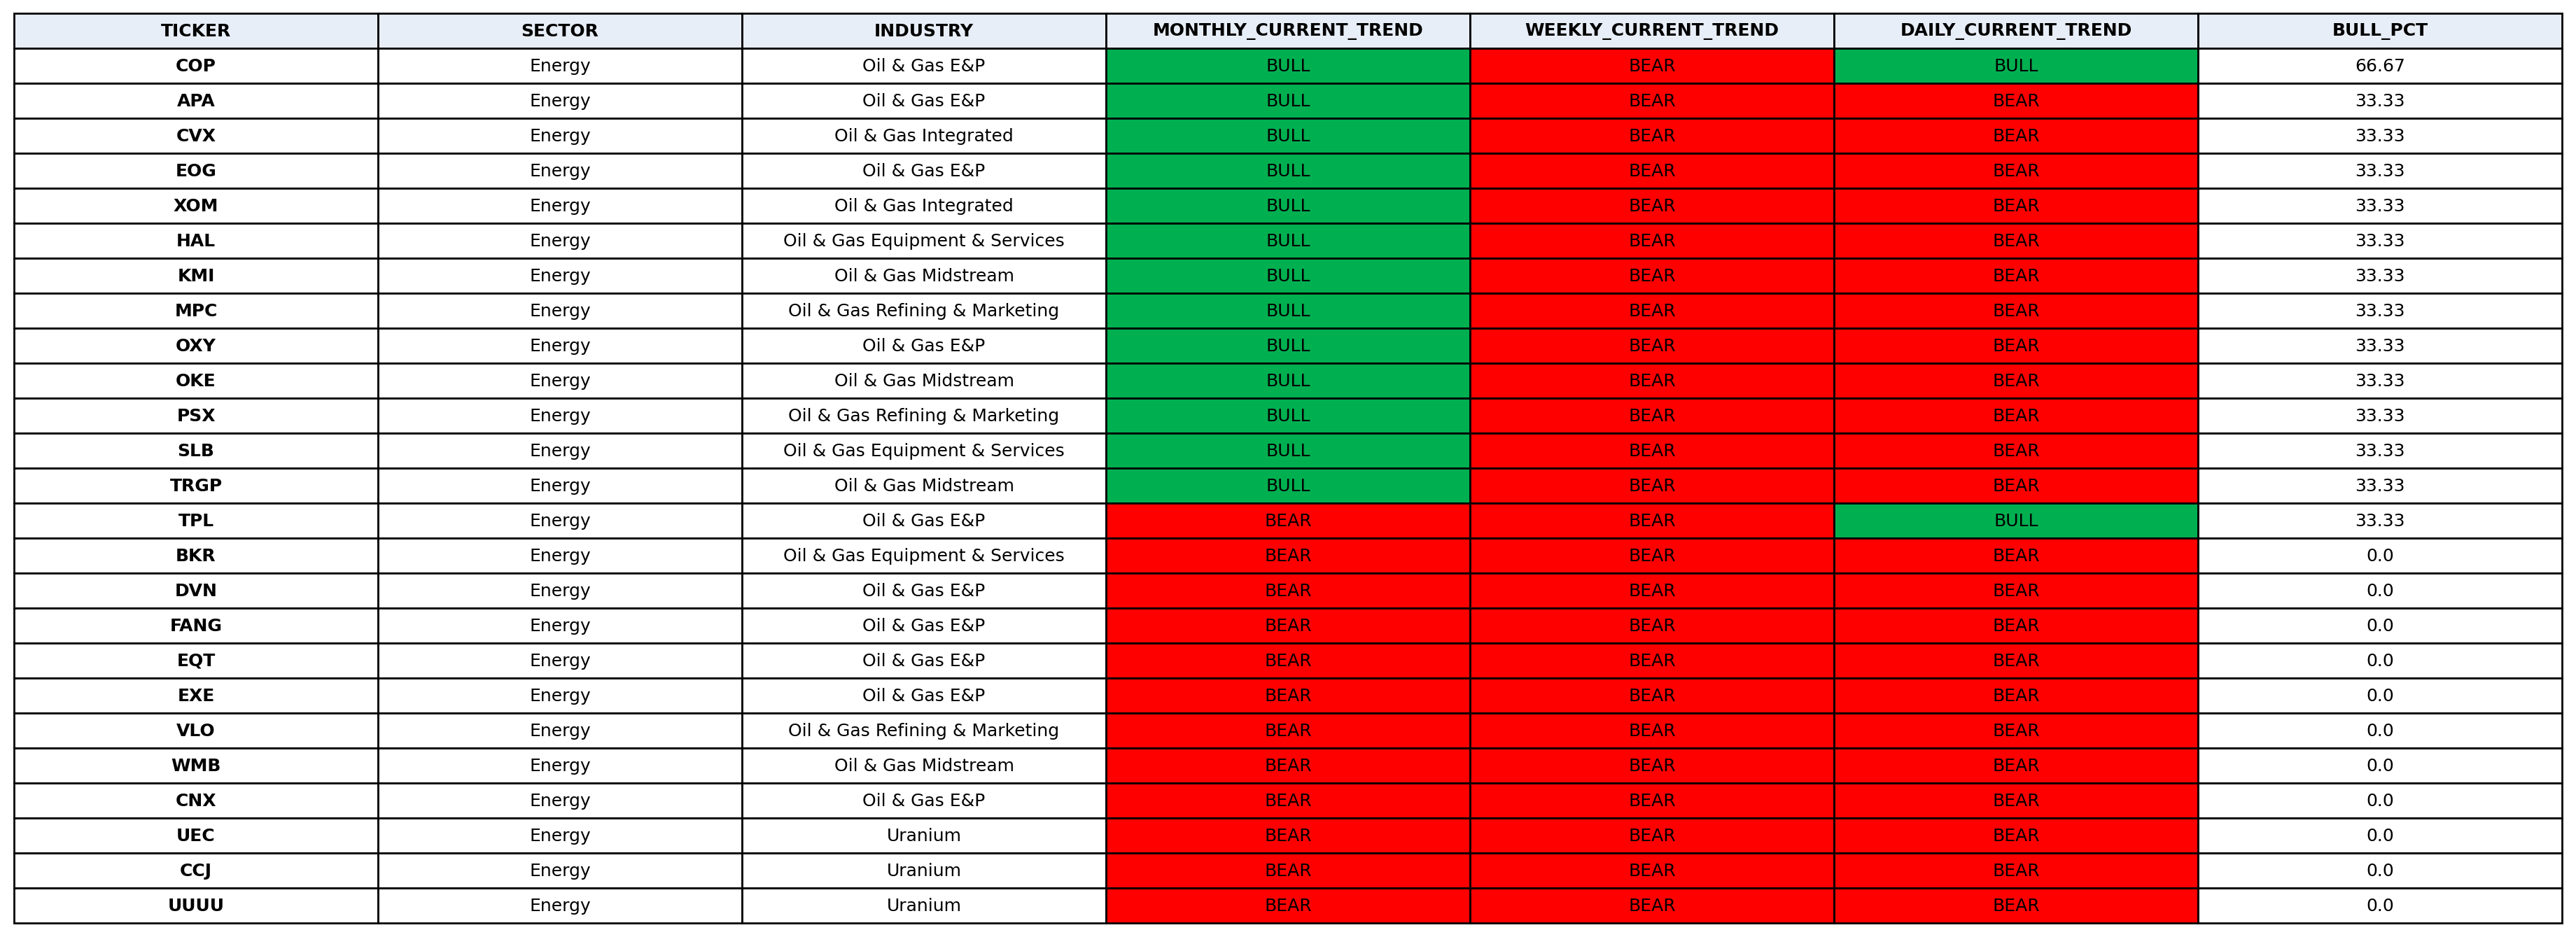 TICKER SECTOR INDUSTRY MONTHLY_CURRENT_TREND WEEKLY_CURRENT_TREND DAILY_CURRENT_TREND BULL_PCT
COP Energy Oil & Gas E&P BULL BEAR BULL 66.67
APA Energy Oil & Gas E&P BULL BEAR BEAR 33.33
CVX Energy Oil & Gas Integrated BULL BEAR BEAR 33.33
EOG Energy Oil & Gas E&P BULL BEAR BEAR 33.33
XOM Energy Oil & Gas Integrated BULL BEAR BEAR 33.33
HAL Energy Oil & Gas Equipment & Services BULL BEAR BEAR 33.33
KMI Energy Oil & Gas Midstream BULL BEAR BEAR 33.33
MPC Energy Oil & Gas Refining & Marketing BULL BEAR BEAR 33.33
OXY Energy Oil & Gas E&P BULL BEAR BEAR 33.33
OKE Energy Oil & Gas Midstream BULL BEAR BEAR 33.33
PSX Energy Oil & Gas Refining & Marketing BULL BEAR BEAR 33.33
SLB Energy Oil & Gas Equipment & Services BULL BEAR BEAR 33.33
TRGP Energy Oil & Gas Midstream BULL BEAR BEAR 33.33
TPL Energy Oil & Gas E&P BEAR BEAR BULL 33.33
BKR Energy Oil & Gas Equipment & Services BEAR BEAR BEAR 0.0
DVN Energy Oil & Gas E&P BEAR BEAR BEAR 0.0
FANG Energy Oil & Gas E&P BEAR BEAR BEAR 0.0
EQT Energy Oil & Gas E&P BEAR BEAR BEAR 0.0
EXE Energy Oil & Gas E&P BEAR BEAR BEAR 0.0
VLO Energy Oil & Gas Refining & Marketing BEAR BEAR BEAR 0.0
WMB Energy Oil & Gas Midstream BEAR BEAR BEAR 0.0
CNX Energy Oil & Gas E&P BEAR BEAR BEAR 0.0
UEC Energy Uranium BEAR BEAR BEAR 0.0
CCJ Energy Uranium BEAR BEAR BEAR 0.0
UUUU Energy Uranium BEAR BEAR BEAR 0.0